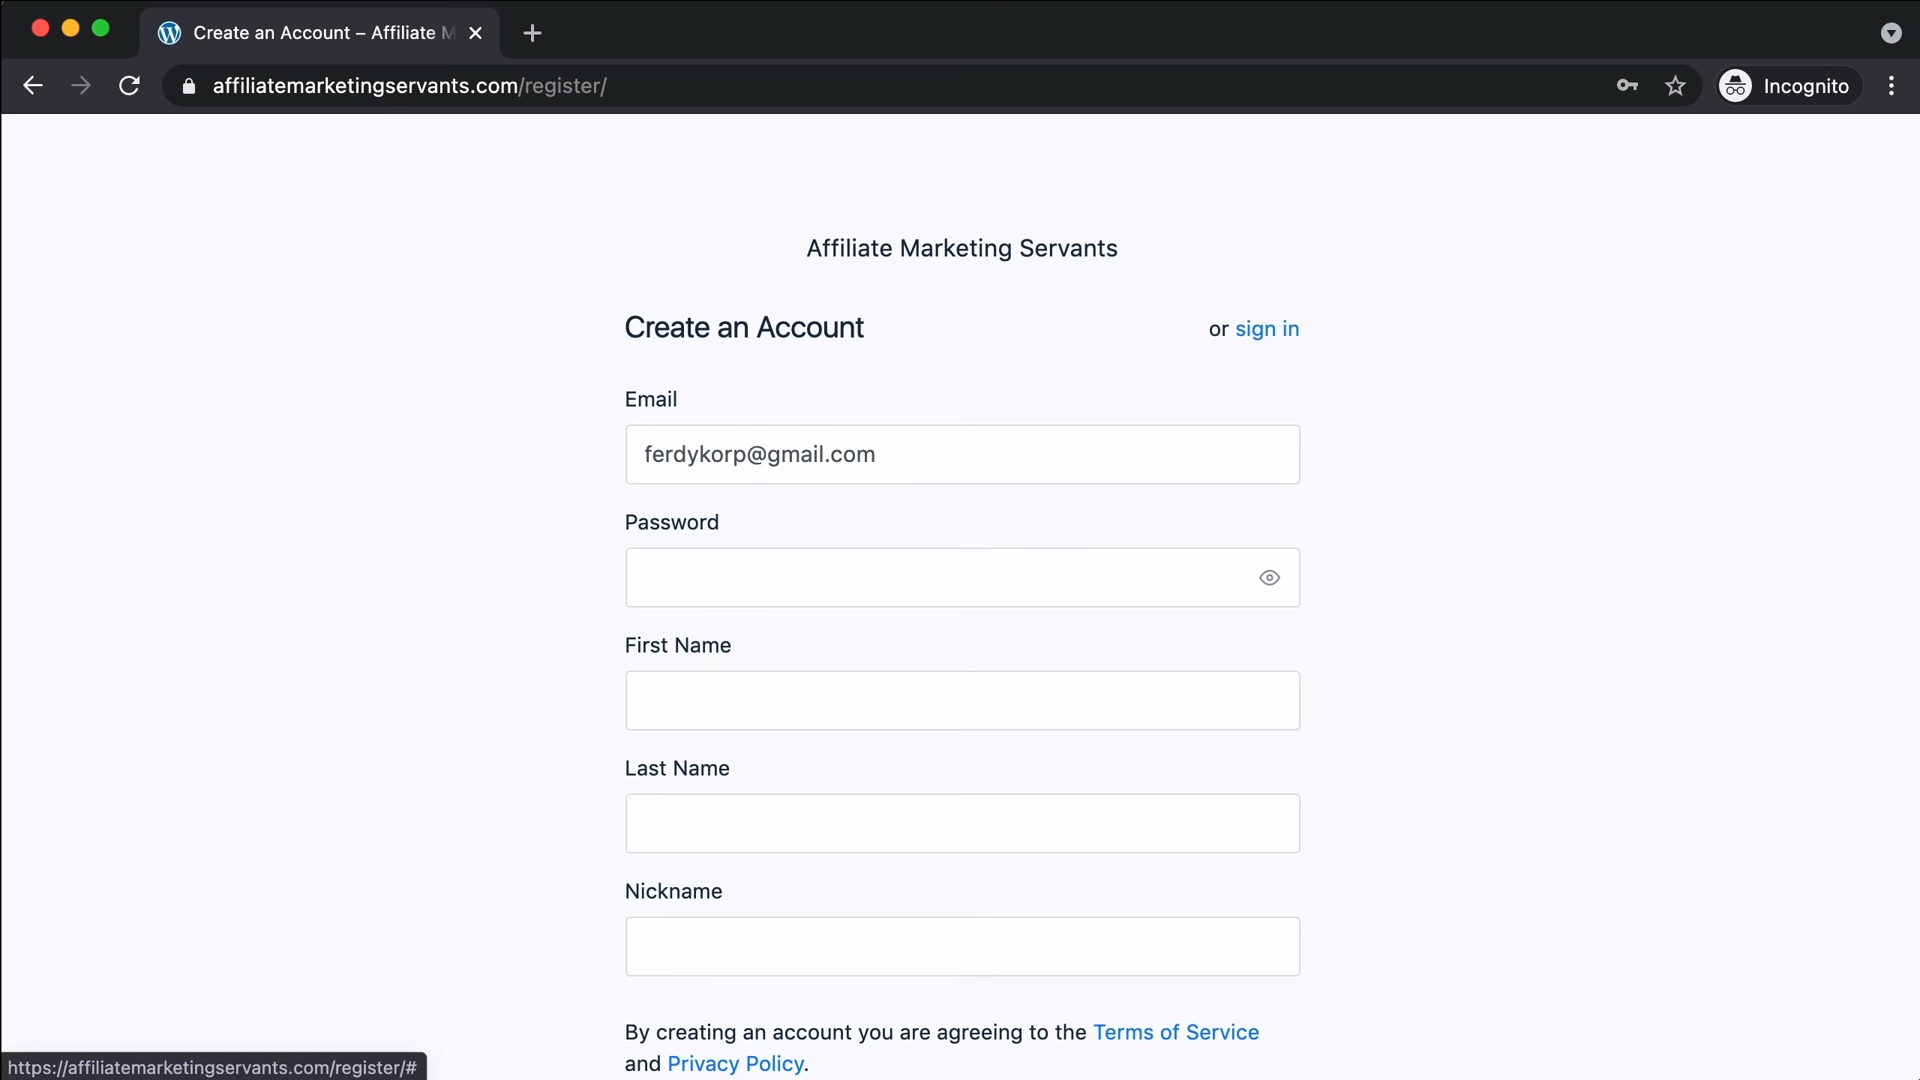 Create an Account – Affiliate M
affiliatemarketingservants.com/register/
Incognito
Affiliate Marketing Servants
Create an Account
or sign in
Email
ferdykorp@gmail.com
Password
First Name
Last Name
Nickname
By creating an account you are agreeing to the Terms of Service
and Privacy Policy.
https://affiliatemarketingservants.com/register/#